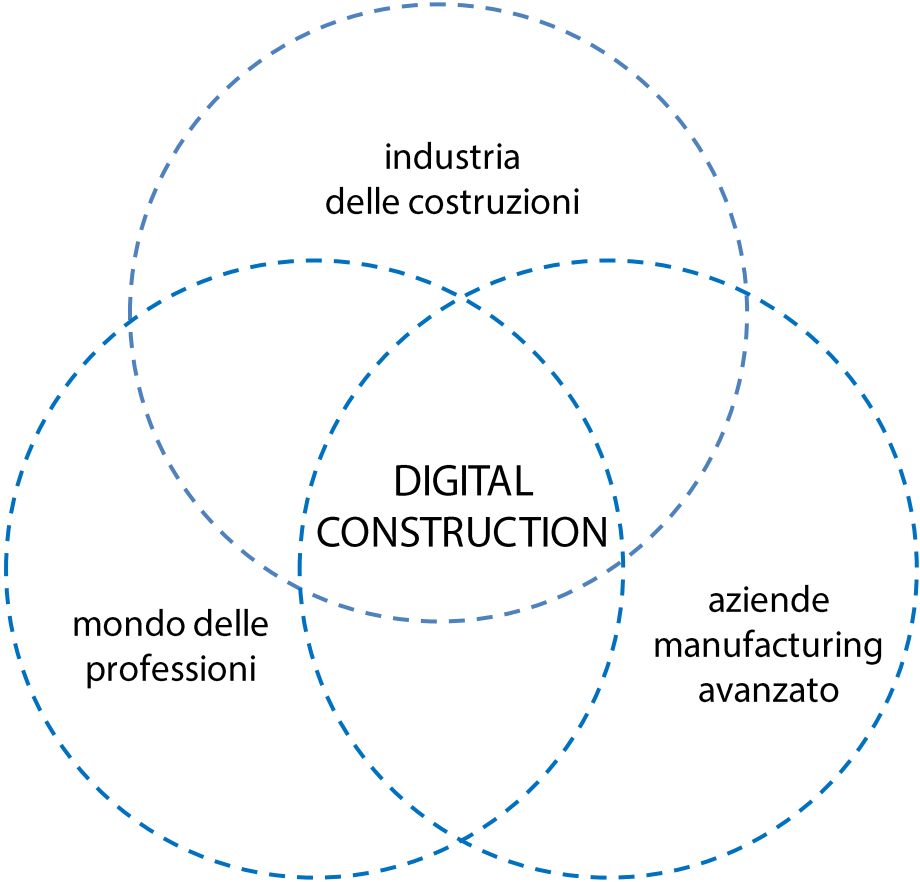 industria
delle costruzioni
DIGITAL
CONSTRUCTION
mondo delle
professioni
aziende
manufacturing
avanzato